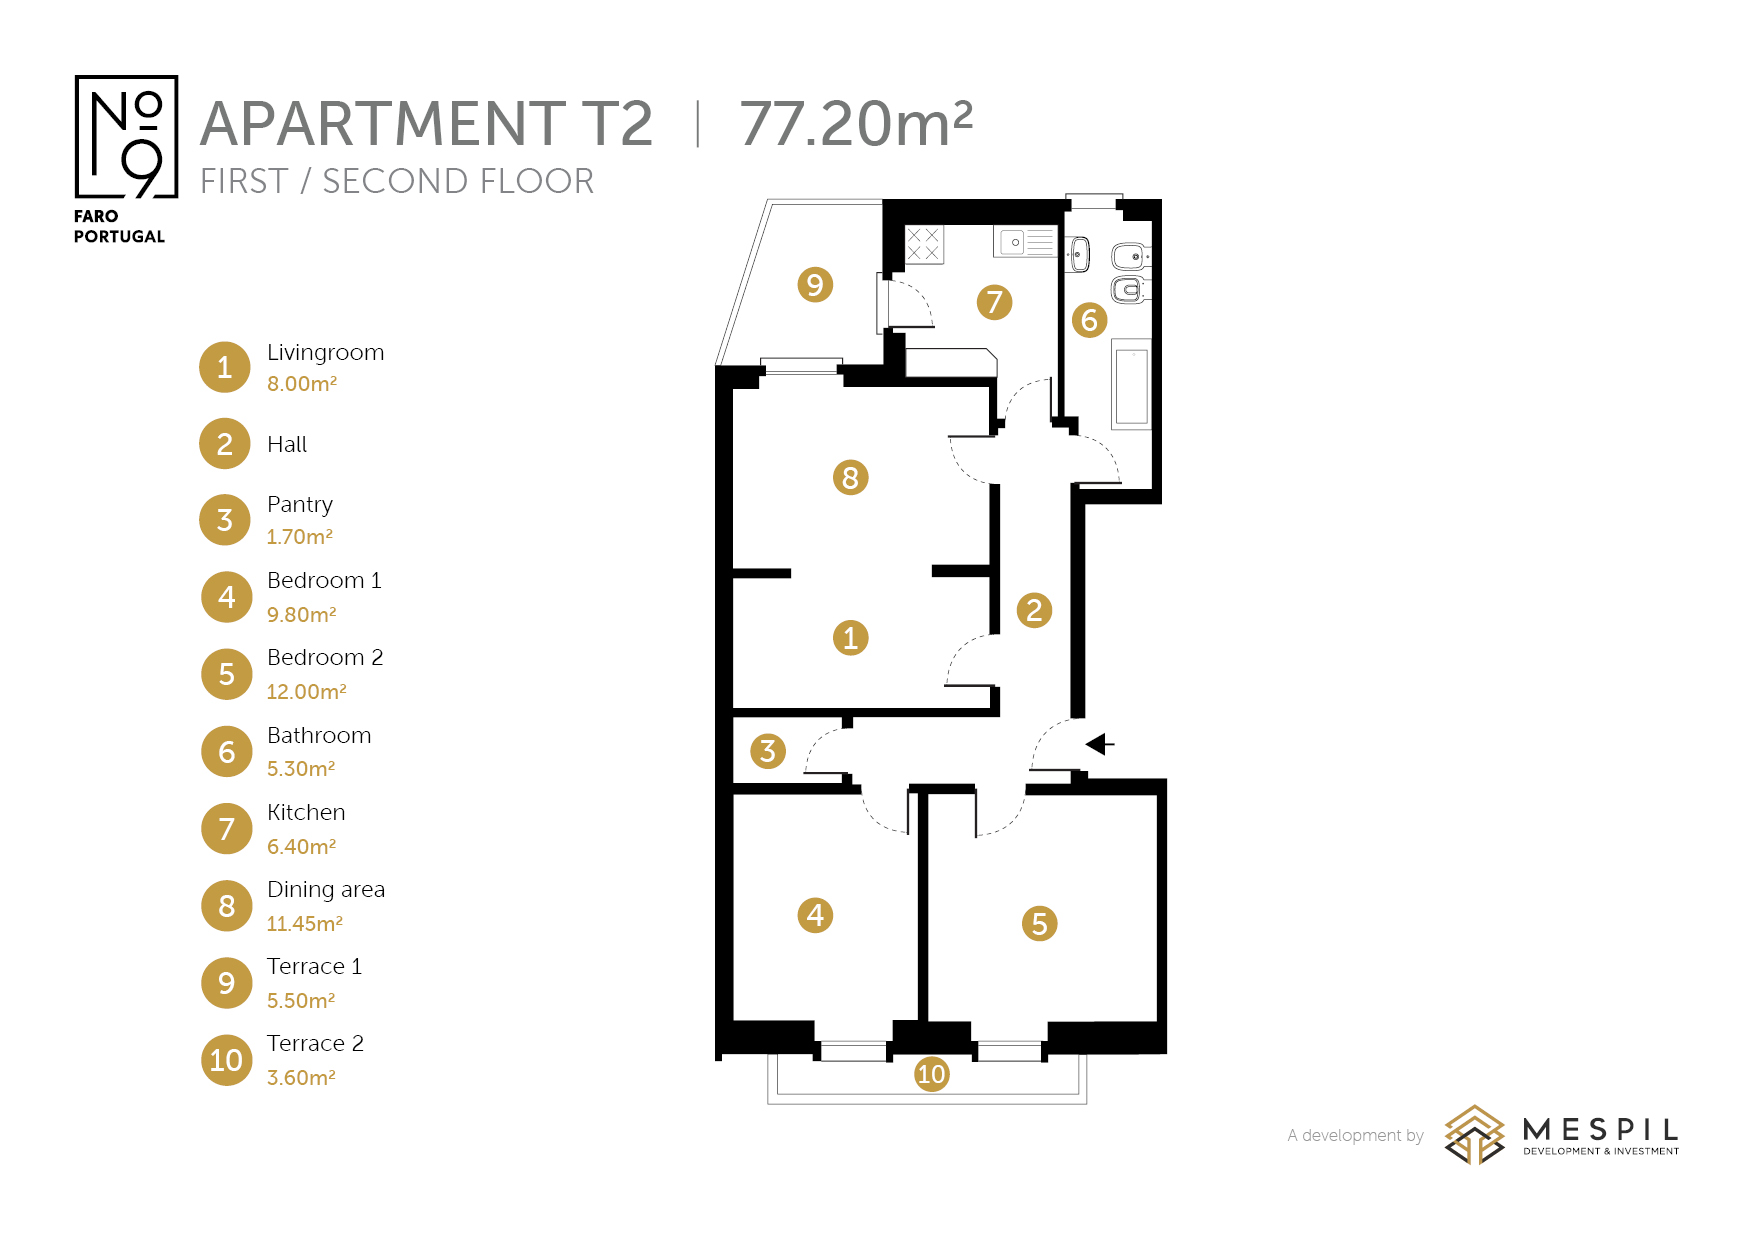 Nº
9
FARO
PORTUGAL
APARTMENT T2 | 77.20m²
FIRST / SECOND FLOOR
1 Livingroom
8.00m²
2 Hall
3 Pantry
1.70m²
4 Bedroom 1
9.80m²
5 Bedroom 2
12.00m²
6 Bathroom
5.30m²
7 Kitchen
6.40m²
8 Dining area
11.45m²
9 Terrace 1
5.50m²
10 Terrace 2
3.60m²
9
7
6
8
2
1
3
4
5
10
A development by
MESPIL
DEVELOPMENT & INVESTMENT